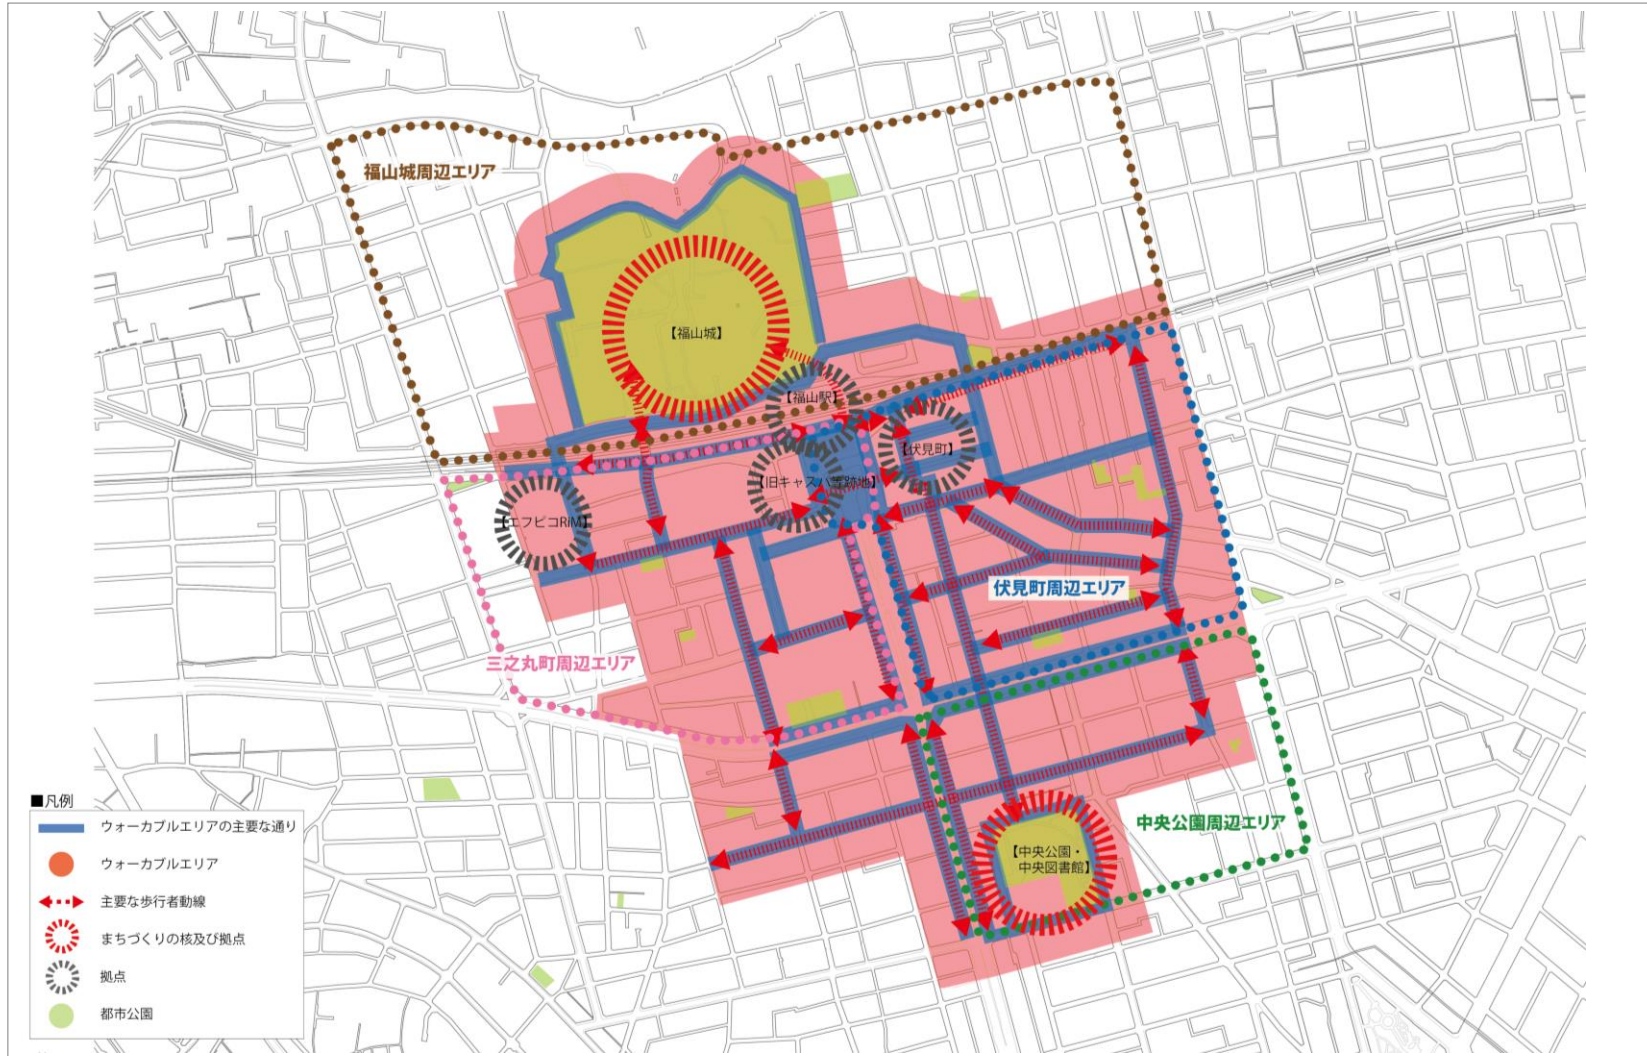 福山城周辺エリア
【福山城】
【福山駅】
【伏見町】
【旧キャスパ等跡地】
【エフピコRiM】
伏見町周辺エリア
三之丸町周辺エリア
中央公園周辺エリア
【中央公園・
中央図書館】
■凡例
ウォーカブルエリアの主要な通り
ウォーカブルエリア
主要な歩行者動線
まちづくりの核及び拠点
拠点
都市公園